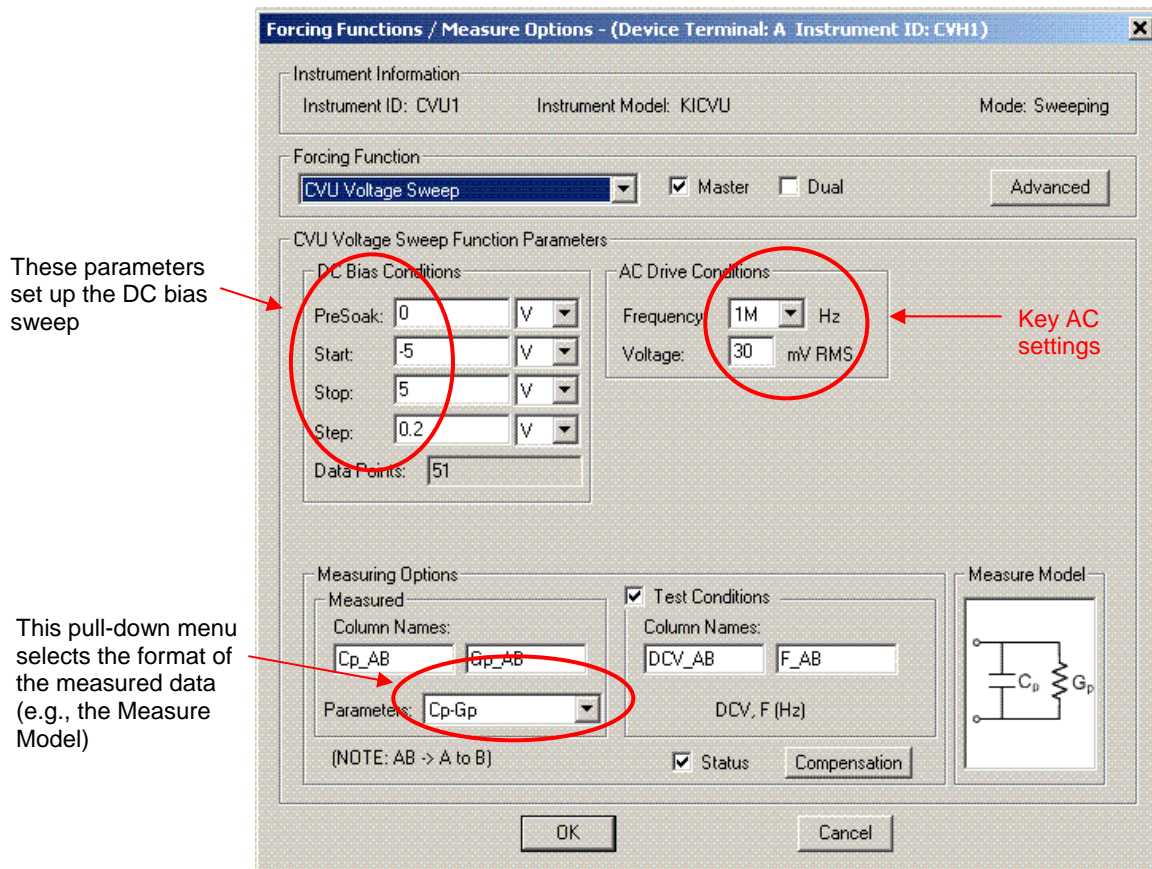 Forcing Functions / Measure Options - (Device Terminal: A Instrument ID: CVH1)
Instrument Information
Instrument ID: CVU1 Instrument Model: KICVU Mode: Sweeping
Forcing Function
CVU Voltage Sweep Master Dual Advanced
CVU Voltage Sweep Function Parameters
These parameters
set up the DC bias
sweep
DC Bias Conditions
PreSoak: 0 V
Start: -5 V
Stop: 5 V
Step: 0.2 V
Data Points: 51
AC Drive Conditions
Frequency 1M Hz
Voltage: 30 mV RMS
Key AC
settings
This pull-down menu
selects the format of
the measured data
(e.g., the Measure
Model)
Measuring Options
Measured
Column Names:
Cp_AB Gp_AB
Parameters: Cp-Gp
(NOTE: AB -> A to B)
Test Conditions
Column Names:
DCV_AB F_AB
DCV, F (Hz)
Status Compensation
Measure Model
Cp Gp
OK Cancel